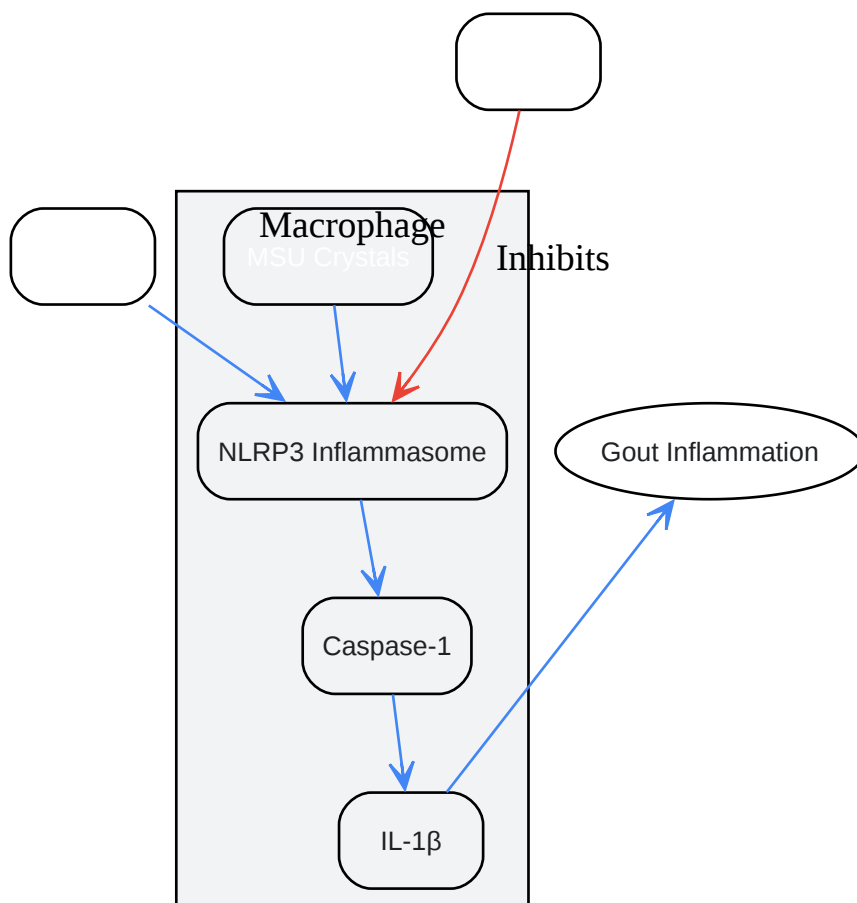 Macrophage
MSU Crystals
Inhibits
NLRP3 Inflammasome
Gout Inflammation
Caspase-1
IL-1β